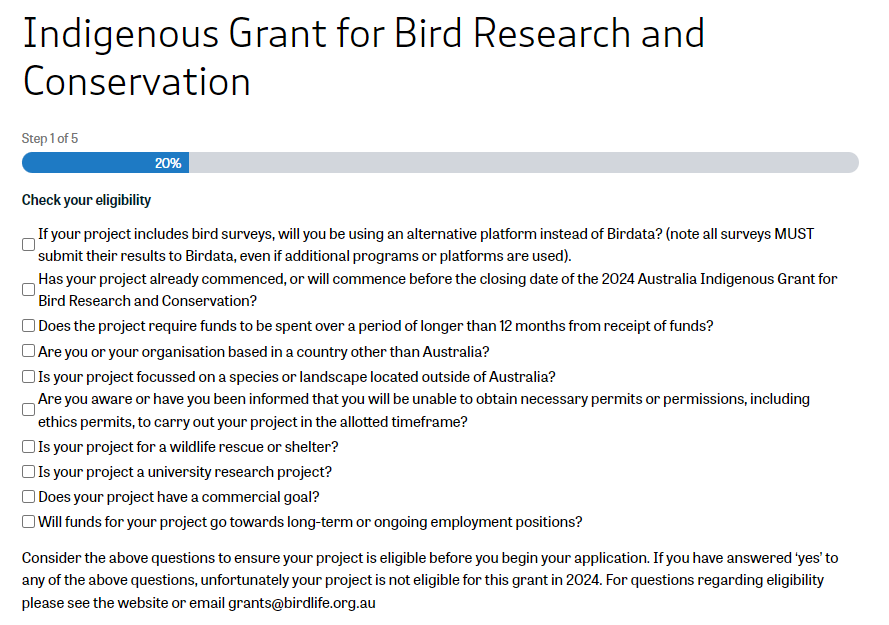 Indigenous Grant for Bird Research and
Conservation
Step 1 of 5
20%
Check your eligibility
If your project includes bird surveys, will you be using an alternative platform instead of Birdata? (note all surveys MUST
submit their results to Birdata, even if additional programs or platforms are used).
Has your project already commenced, or will commence before the closing date of the 2024 Australia Indigenous Grant for
Bird Research and Conservation?
Does the project require funds to be spent over a period of longer than 12 months from receipt of funds?
Are you or your organisation based in a country other than Australia?
Is your project focussed on a species or landscape located outside of Australia?
Are you aware or have you been informed that you will be unable to obtain necessary permits or permissions, including
ethics permits, to carry out your project in the allotted timeframe?
Is your project for a wildlife rescue or shelter?
Is your project a university research project?
Does your project have a commercial goal?
Will funds for your project go towards long-term or ongoing employment positions?
Consider the above questions to ensure your project is eligible before you begin your application. If you have answered ‘yes’ to
any of the above questions, unfortunately your project is not eligible for this grant in 2024. For questions regarding eligibility
please see the website or email grants@birdlife.org.au